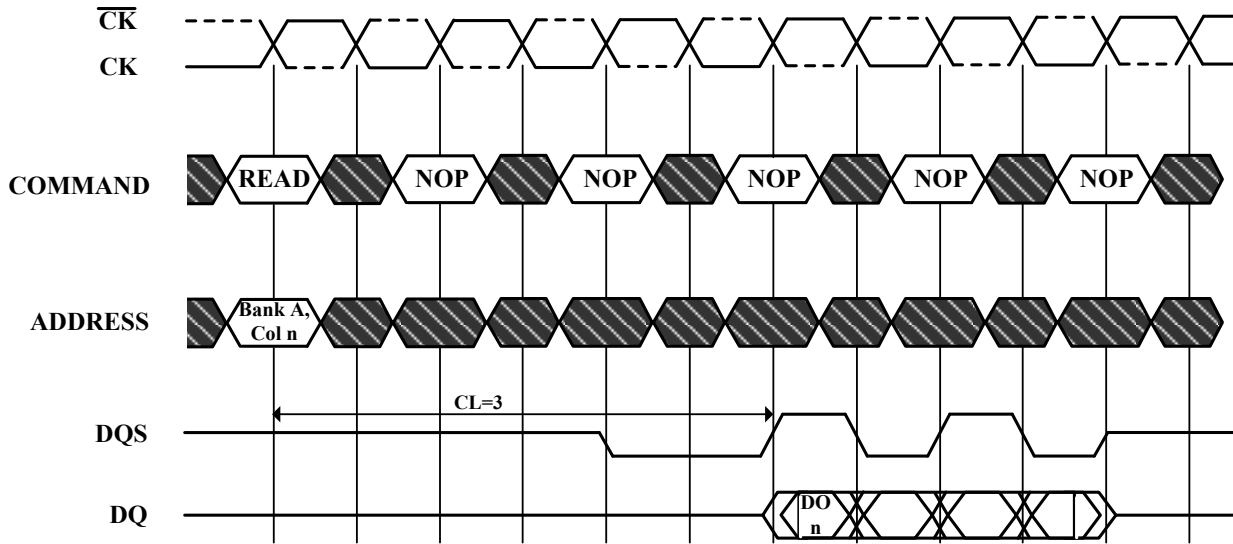 CK
CK
COMMAND
READ
NOP
NOP
NOP
NOP
NOP
ADDRESS
Bank A,
Col n
CL=3
DQS
DQ
DO
n